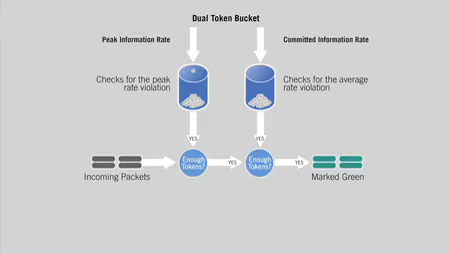 Dual Token Bucket
Peak Information Rate
Committed Information Rate
Checks for the peak
rate violation
Checks for the average
rate violation
YES
YES
Enough
Tokens?
YES
Enough
Tokens?
YES
Incoming Packets
Marked Green